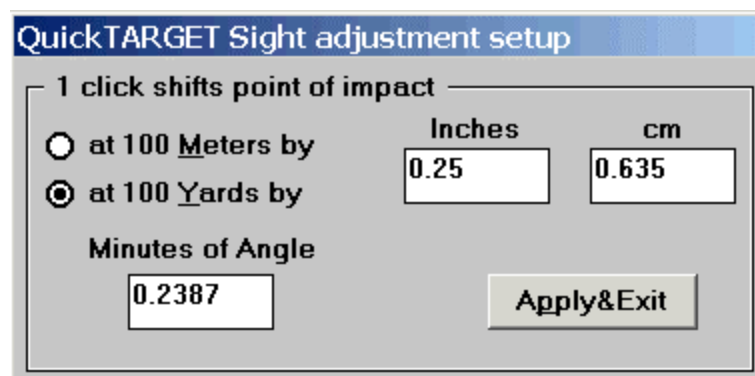 QuickTARGET Sight adjustment setup
1 click shifts point of impact
Inches cm
at 100 Meters by
0.25 0.635
at 100 Yards by
Minutes of Angle
0.2387
Apply&Exit